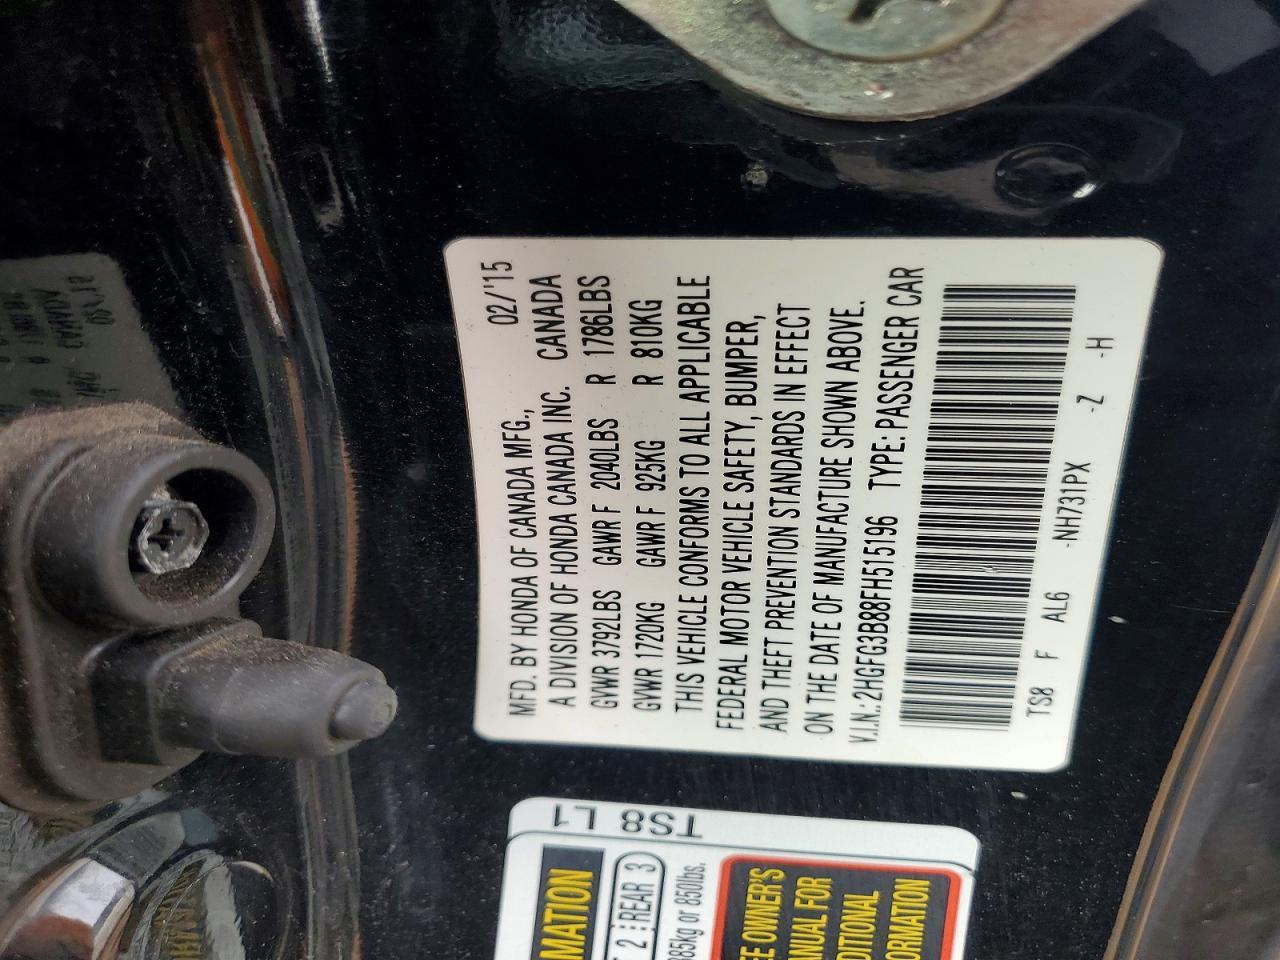 MFD. BY HONDA OF CANADA MFG., 02/'15
A DIVISION OF HONDA CANADA INC. CANADA
GVWR 3792LBS GAWR F 2040LBS R 1786LBS
GVWR 1720KG GAWR F 925KG R 810KG
THIS VEHICLE CONFORMS TO ALL APPLICABLE
FEDERAL MOTOR VEHICLE SAFETY, BUMPER,
AND THEFT PREVENTION STANDARDS IN EFFECT
ON THE DATE OF MANUFACTURE SHOWN ABOVE.
V.I.N.: 2HGFG3B88FH515196 TYPE: PASSENGER CAR
TS8 F AL6 -NH731PX -Z -H
TS8 L1
MATION
2 REAR 3
385kg or 850lbs.
EE OWNER'S
ANUAL FOR
DITIONAL
ORMATION